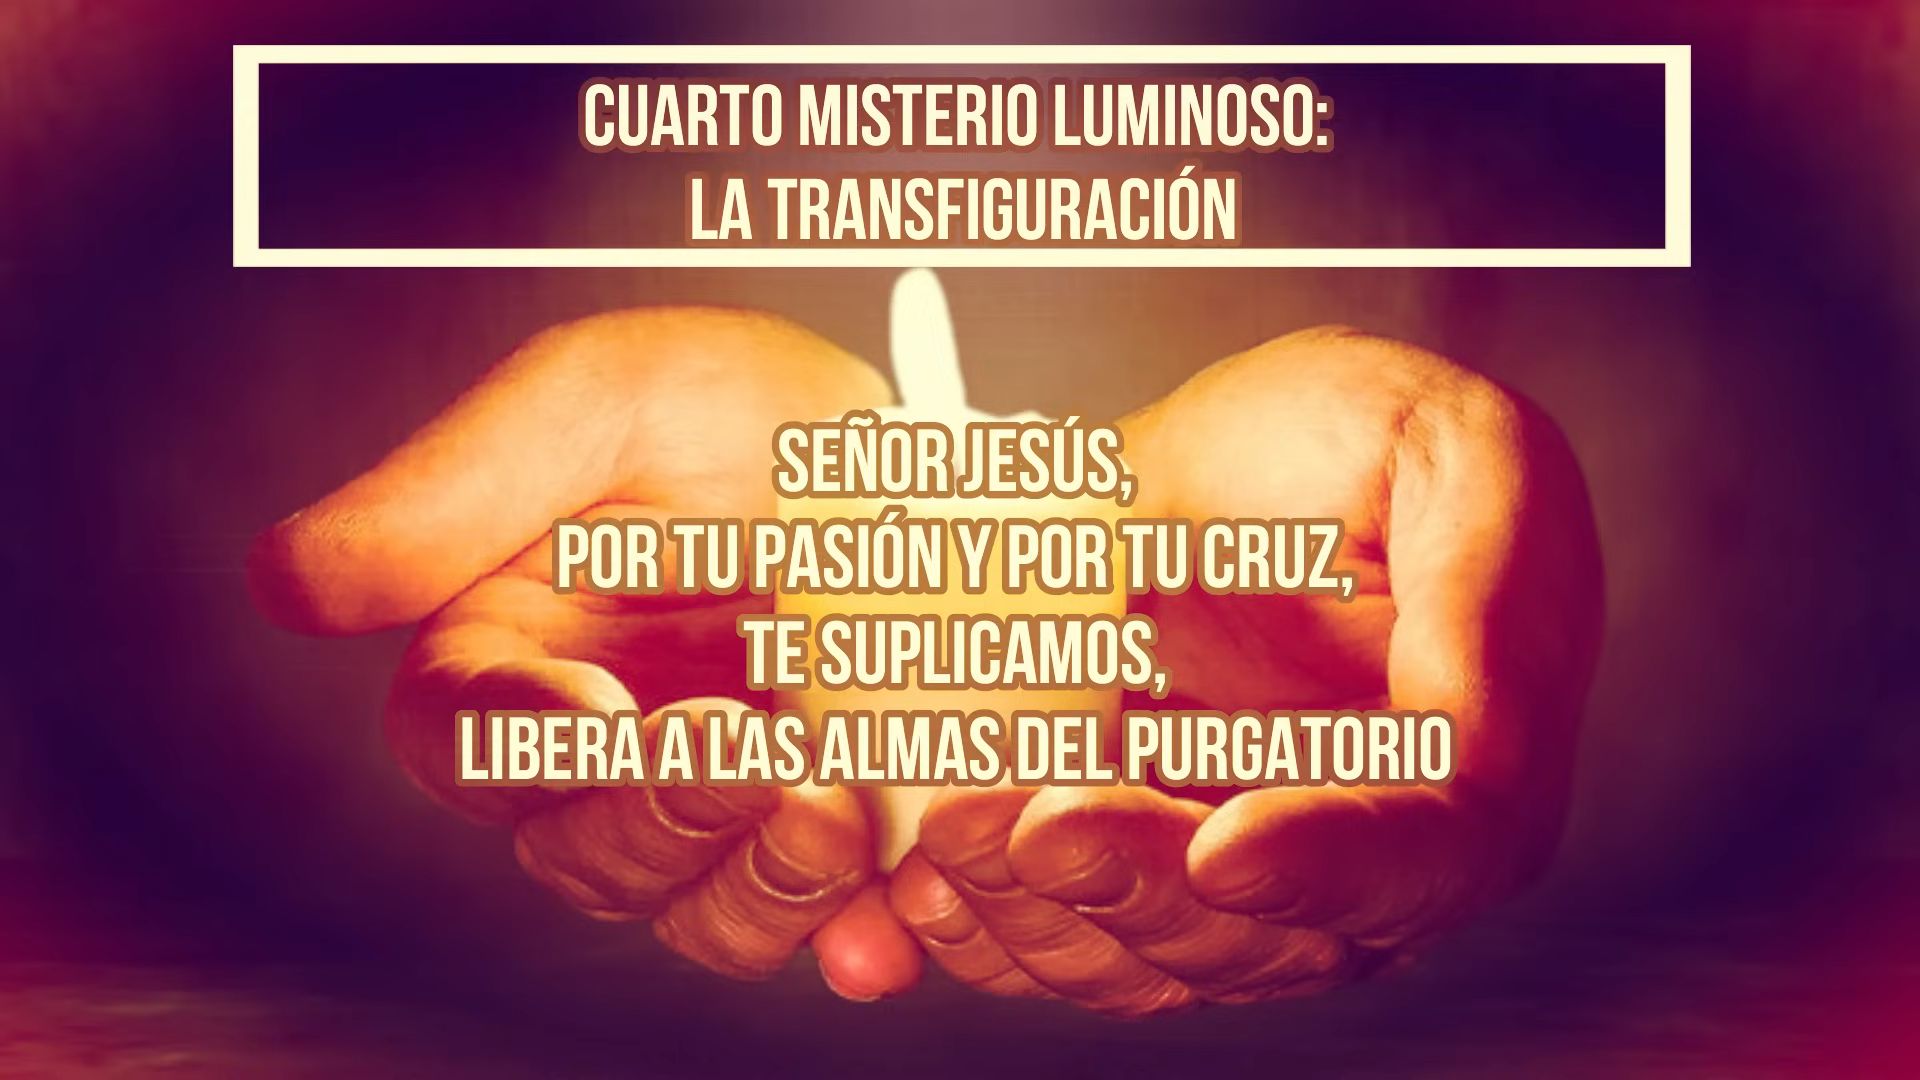 CUARTO MISTERIO LUMINOSO:
LA TRANSFIGURACIÓN
SEÑOR JESÚS,
POR TU PASIÓN Y POR TU CRUZ,
TE SUPLICAMOS,
LIBERA A LAS ALMAS DEL PURGATORIO